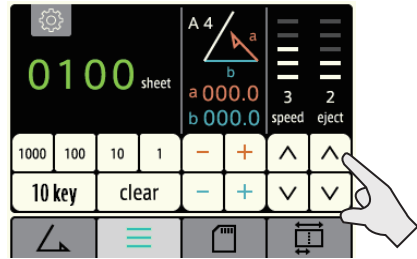 A 4
a
b
0100 sheet
a 000.0
b 000.0
3 2
speed eject
1000 100 10 1 − +
10 key clear − +